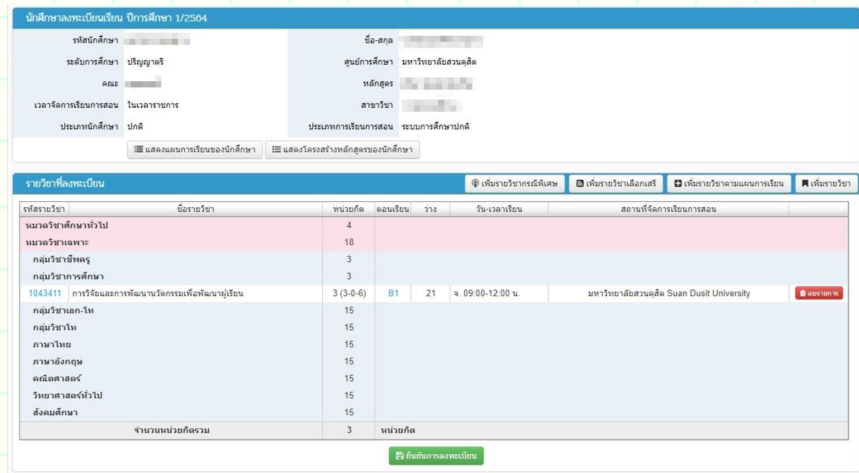 นักศึกษาลงทะเบียนเรียน ปีการศึกษา 1/2564
รหัสนักศึกษา ชื่อ-สกุล
ระดับการศึกษา ปริญญาตรี ศูนย์การศึกษา มหาวิทยาลัยสวนดุสิต
คณะ หลักสูตร
เวลาจัดการเรียนการสอน ในเวลาราชการ สาขาวิชา
ประเภทนักศึกษา ปกติ ประเภทการเรียนการสอน ระบบการศึกษาปกติ
แสดงแผนการเรียนของนักศึกษา แสดงโครงสร้างหลักสูตรของนักศึกษา
รายวิชาที่ลงทะเบียน เพิ่มรายวิชากรณีพิเศษ เพิ่มรายวิชาเลือกเสรี เพิ่มรายวิชาตามแผนการเรียน เพิ่มรายวิชา
รหัสรายวิชา ชื่อรายวิชา หน่วยกิต ตอนเรียน ว่าง วัน-เวลาเรียน สถานที่จัดการเรียนการสอน
หมวดวิชาศึกษาทั่วไป 4
หมวดวิชาเฉพาะ 18
กลุ่มวิชาชีพครู 3
กลุ่มวิชาการศึกษา 3
1043411 การวิจัยและการพัฒนานวัตกรรมเพื่อพัฒนาผู้เรียน 3 (3-0-6) B1 21 จ. 09:00-12:00 น. มหาวิทยาลัยสวนดุสิต Suan Dusit University ลบรายการ
กลุ่มวิชาเอก-โท 15
กลุ่มวิชาโท 15
ภาษาไทย 15
ภาษาอังกฤษ 15
คณิตศาสตร์ 15
วิทยาศาสตร์ทั่วไป 15
สังคมศึกษา 15
จำนวนหน่วยกิตรวม 3 หน่วยกิต
ยืนยันการลงทะเบียน